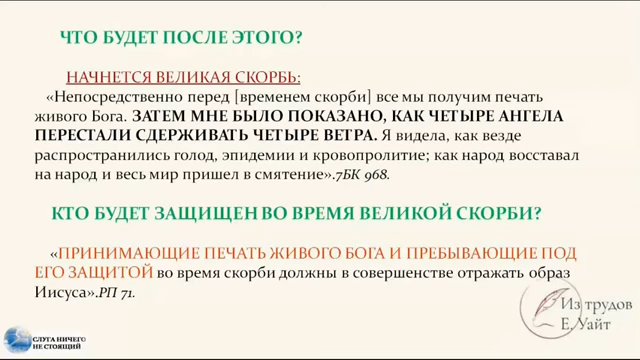 ЧТО БУДЕТ ПОСЛЕ ЭТОГО?
НАЧНЕТСЯ ВЕЛИКАЯ СКОРБЬ:
«Непосредственно перед [временем скорби] все мы получим печать
живого Бога. ЗАТЕМ МНЕ БЫЛО ПОКАЗАНО, КАК ЧЕТЫРЕ АНГЕЛА
ПЕРЕСТАЛИ СДЕРЖИВАТЬ ЧЕТЫРЕ ВЕТРА. Я видела, как везде
распространились голод, эпидемии и кровопролитие; как народ восставал
на народ и весь мир пришел в смятение».7БК 968.
КТО БУДЕТ ЗАЩИЩЕН ВО ВРЕМЯ ВЕЛИКОЙ СКОРБИ?
«ПРИНИМАЮЩИЕ ПЕЧАТЬ ЖИВОГО БОГА И ПРЕБЫВАЮЩИЕ ПОД
ЕГО ЗАЩИТОЙ во время скорби должны в совершенстве отражать образ
Иисуса».РП 71.
Из трудов
Е. Уайт
СЛУГА НИЧЕГО
НЕ СТОЯЩИЙ